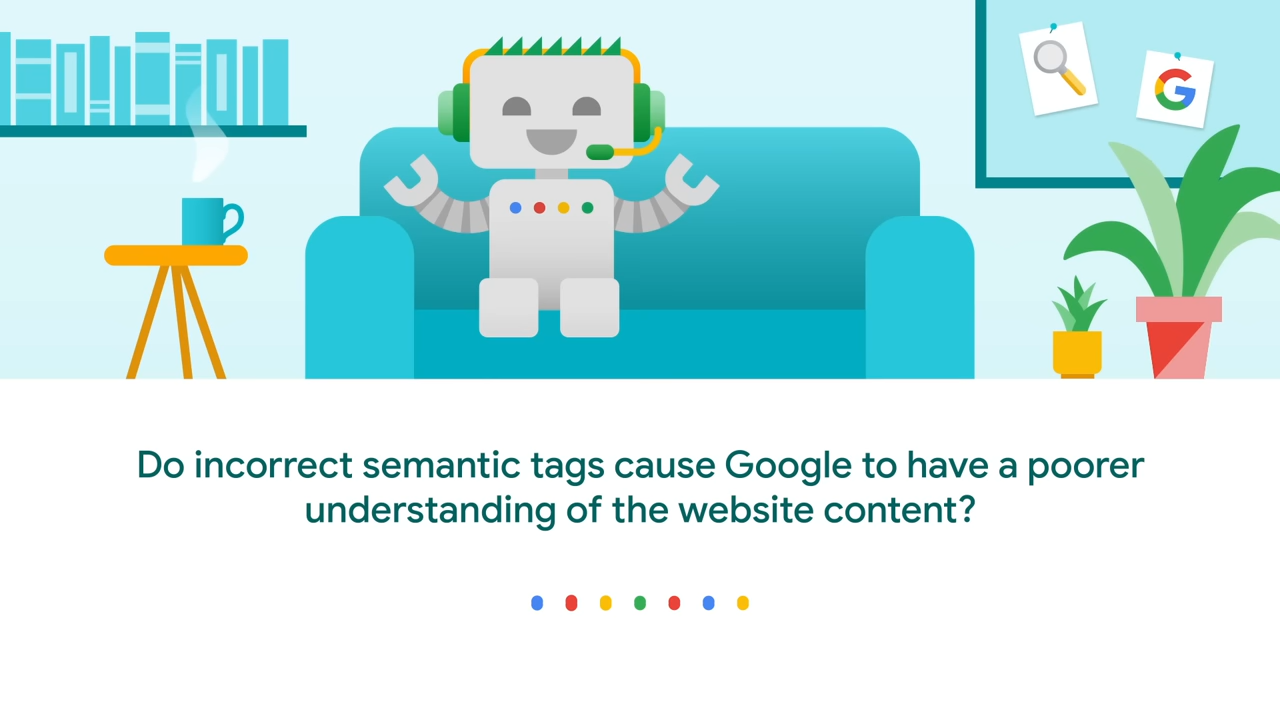 Do incorrect semantic tags cause Google to have a poorer
understanding of the website content?